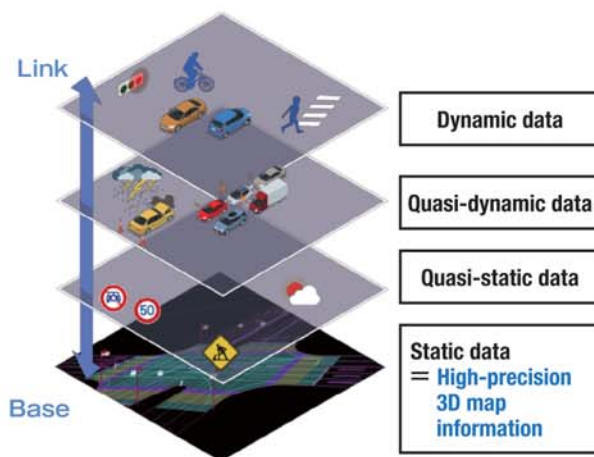 Link
Dynamic data
Quasi-dynamic data
Quasi-static data
50
Static data
= High-precision
3D map
information
Base